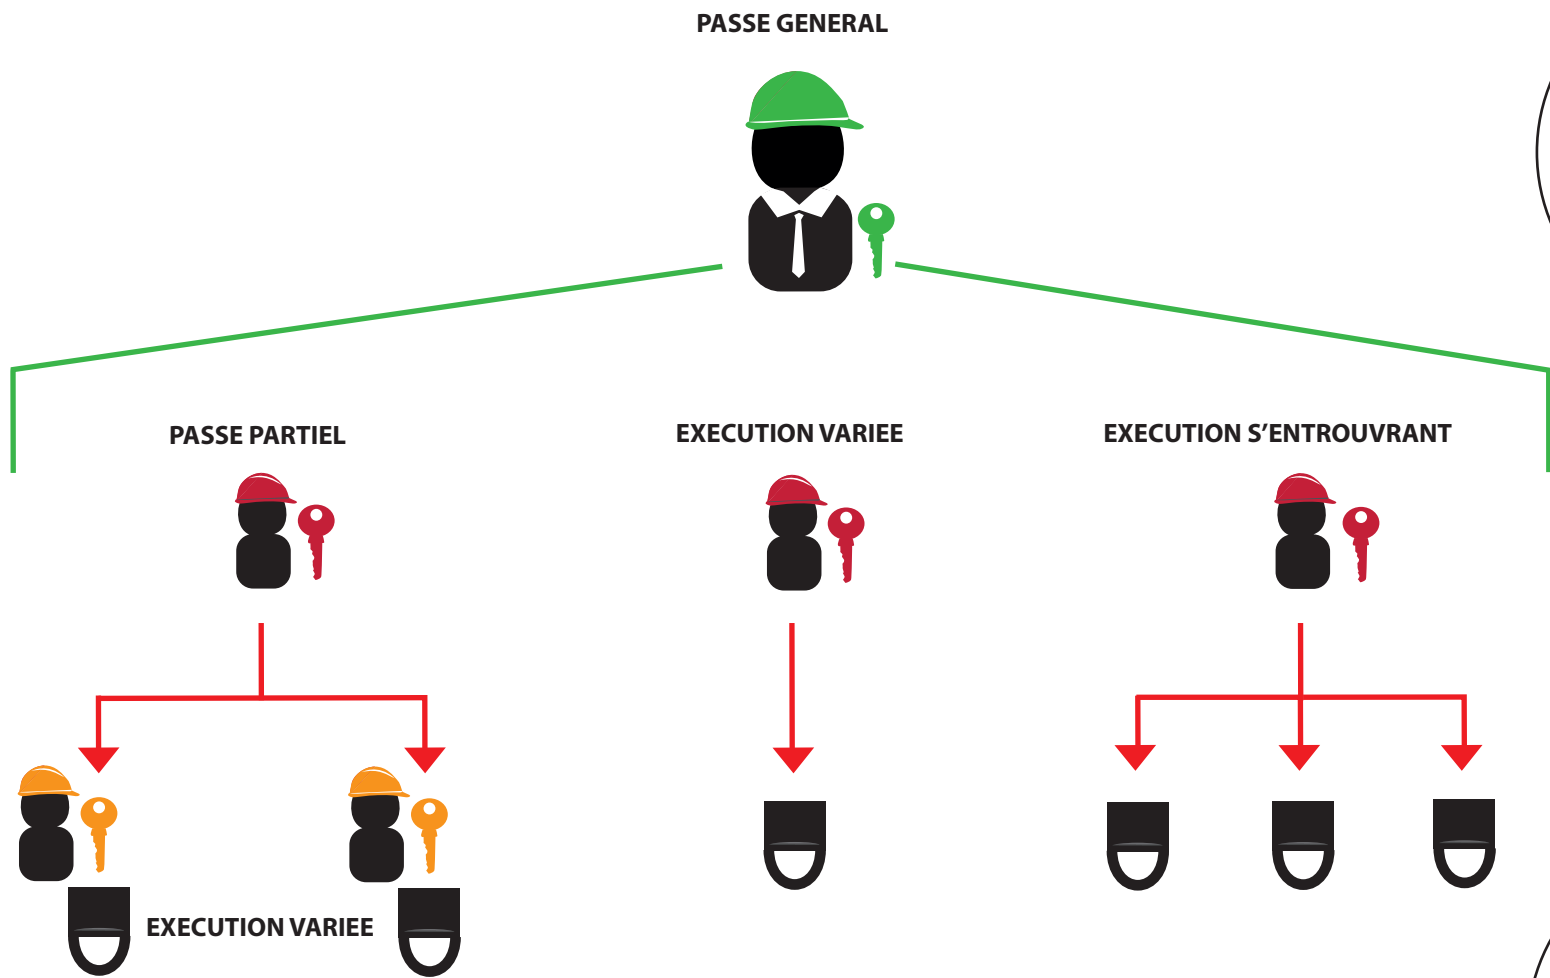 PASSE GENERAL
PASSE PARTIEL
EXECUTION VARIEE
EXECUTION S’ENTROUVRANT
EXECUTION VARIEE